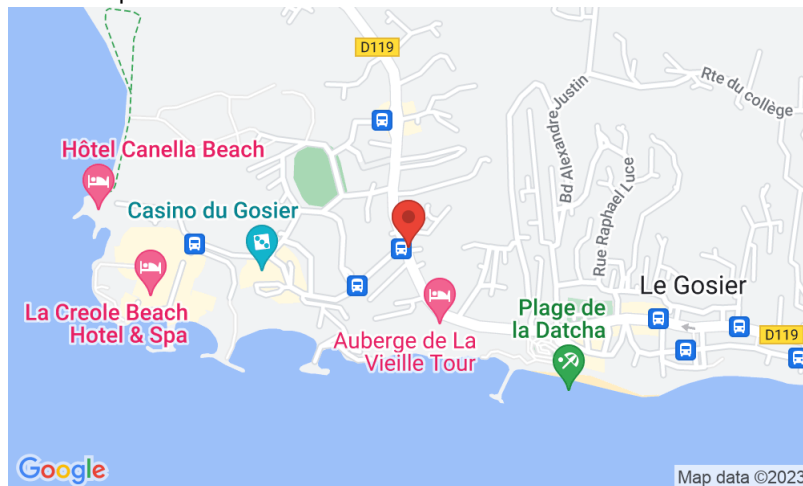 D119
Rte du collège
Bd Alexandre Justin
Hôtel Canella Beach
Rue Raphael Luce
Casino du Gosier
Le Gosier
La Creole Beach
Hotel & Spa
Plage de
la Datcha
Auberge de La
Vieille Tour
D119
Google
Map data ©2023